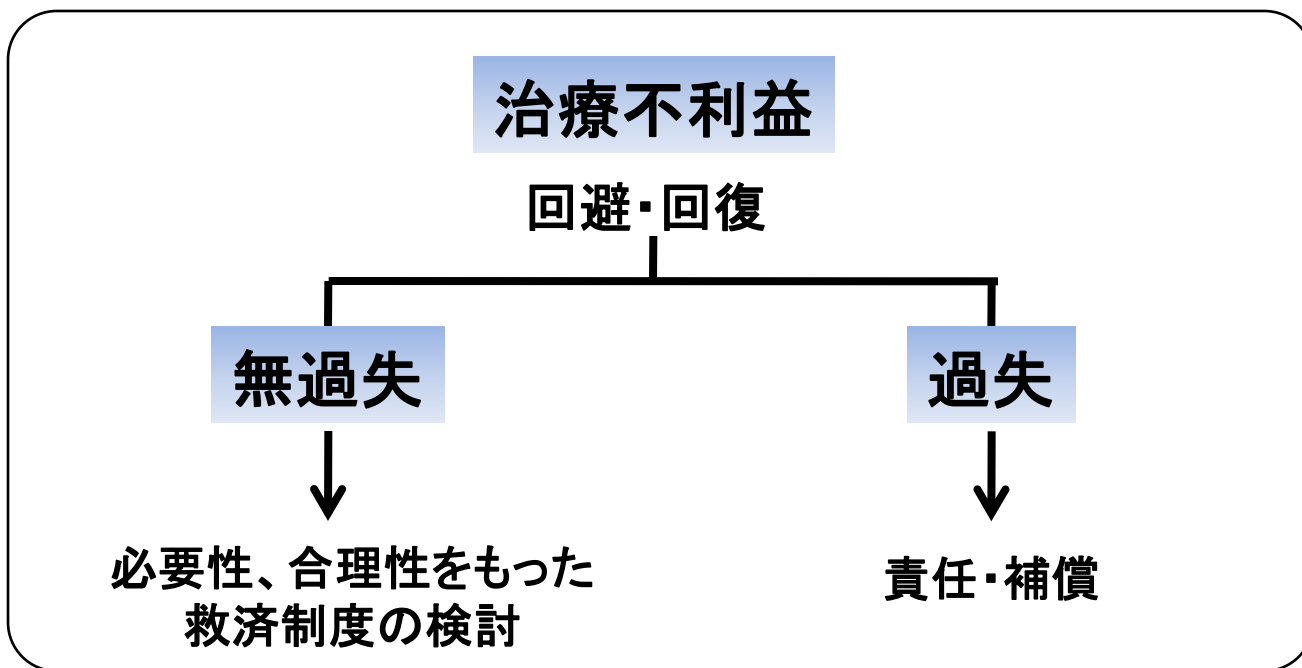 治療不利益
回避・回復
無過失
過失
必要性、合理性をもった
救済制度の検討
責任・補償